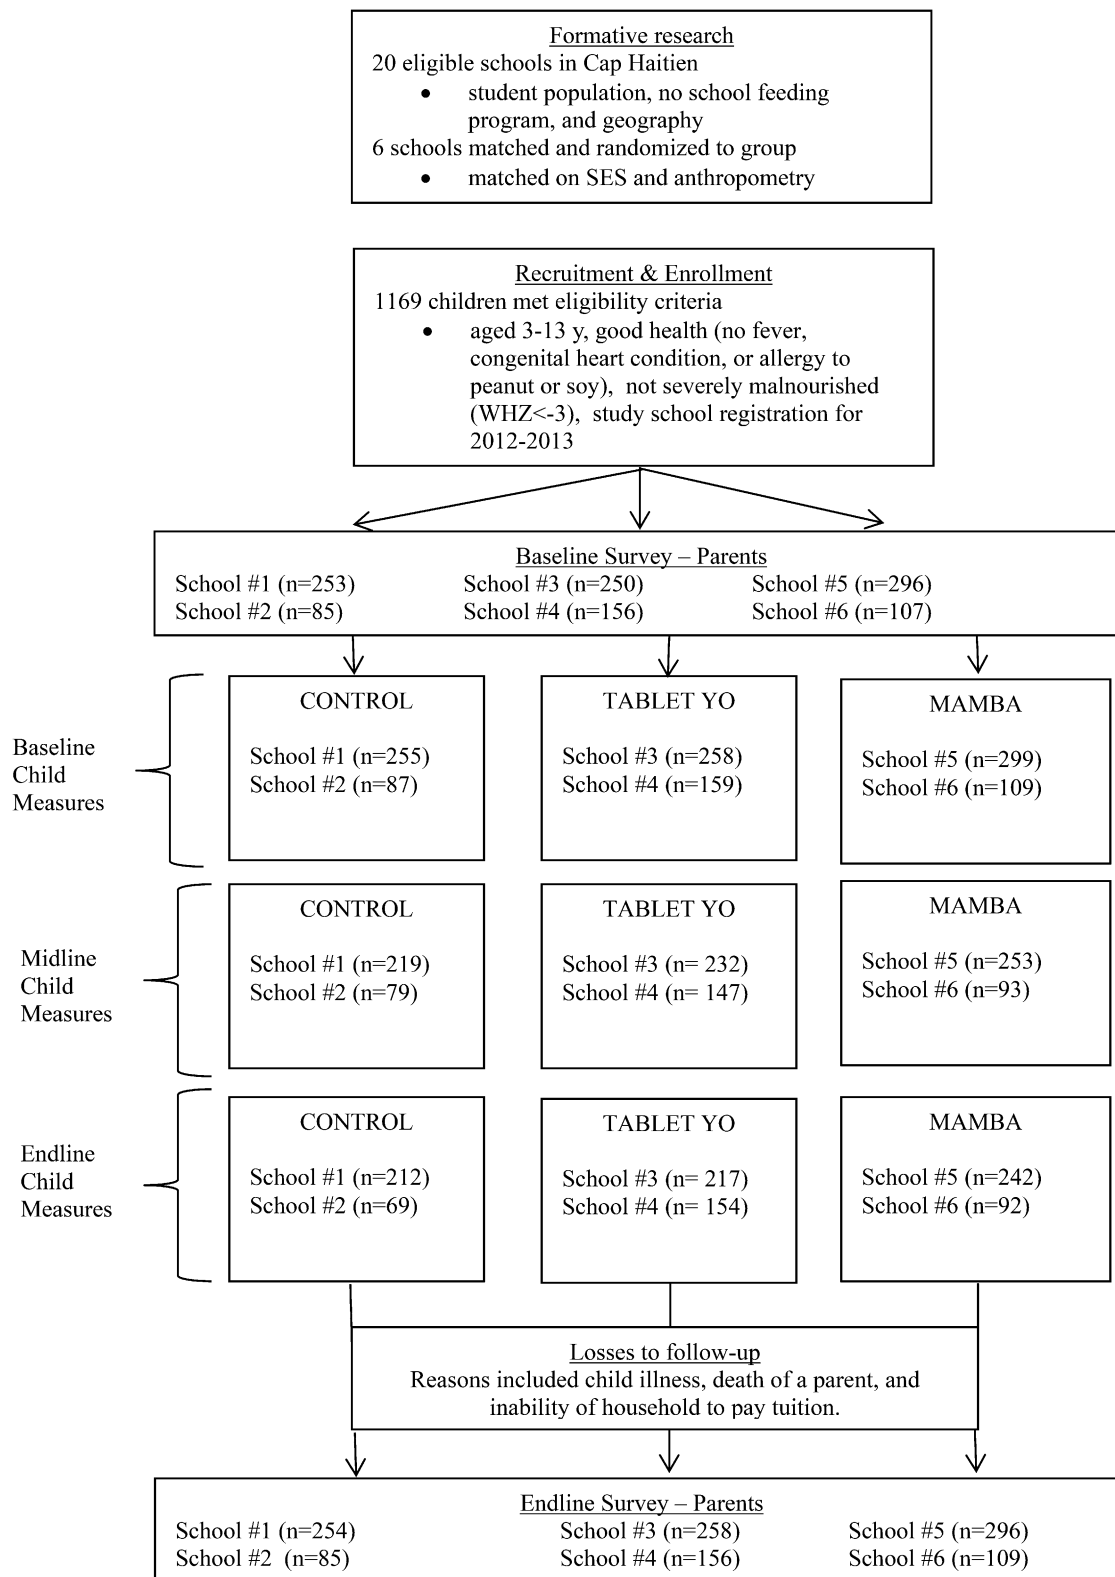 Formative research
20 eligible schools in Cap Haitien
• student population, no school feeding
program, and geography
6 schools matched and randomized to group
• matched on SES and anthropometry
Recruitment & Enrollment
1169 children met eligibility criteria
• aged 3-13 y, good health (no fever,
congenital heart condition, or allergy to
peanut or soy), not severely malnourished
(WHZ<-3), study school registration for
2012-2013
Baseline Survey – Parents
School #1 (n=253) School #3 (n=250) School #5 (n=296)
School #2 (n=85) School #4 (n=156) School #6 (n=107)
Baseline
Child
Measures
CONTROL
School #1 (n=255)
School #2 (n=87)
TABLET YO
School #3 (n=258)
School #4 (n=159)
MAMBA
School #5 (n=299)
School #6 (n=109)
Midline
Child
Measures
CONTROL
School #1 (n=219)
School #2 (n=79)
TABLET YO
School #3 (n= 232)
School #4 (n= 147)
MAMBA
School #5 (n=253)
School #6 (n=93)
Endline
Child
Measures
CONTROL
School #1 (n=212)
School #2 (n=69)
TABLET YO
School #3 (n= 217)
School #4 (n= 154)
MAMBA
School #5 (n=242)
School #6 (n=92)
Losses to follow-up
Reasons included child illness, death of a parent, and
inability of household to pay tuition.
Endline Survey – Parents
School #1 (n=254) School #3 (n=258) School #5 (n=296)
School #2 (n=85) School #4 (n=156) School #6 (n=109)